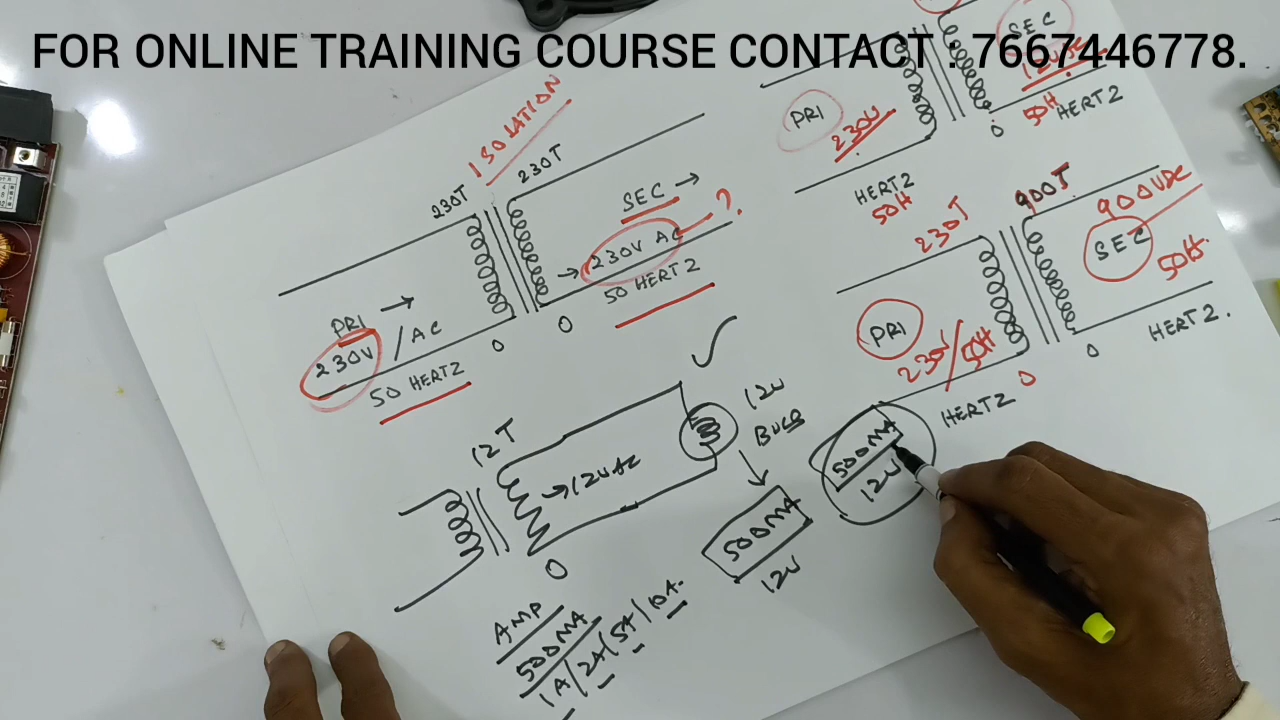 FOR ONLINE TRAINING COURSE CONTACT . 7667446778.
ISOLATION
230T
230T
SEC
230V AC ?
50 HERTZ
PRI
230V / AC
50 HERTZ
0
0
SEC
PRI
230V
0
50H HERTZ
HERTZ
50H
230T
900T
900VDC
SEC
50H
HERTZ.
PRI
230V/50H
0
0
HERTZ
12T
12VAC
0
12V
BULB
500MA
12V
500MA
12V
AMP
500MA
1A/2A/5A/10A.